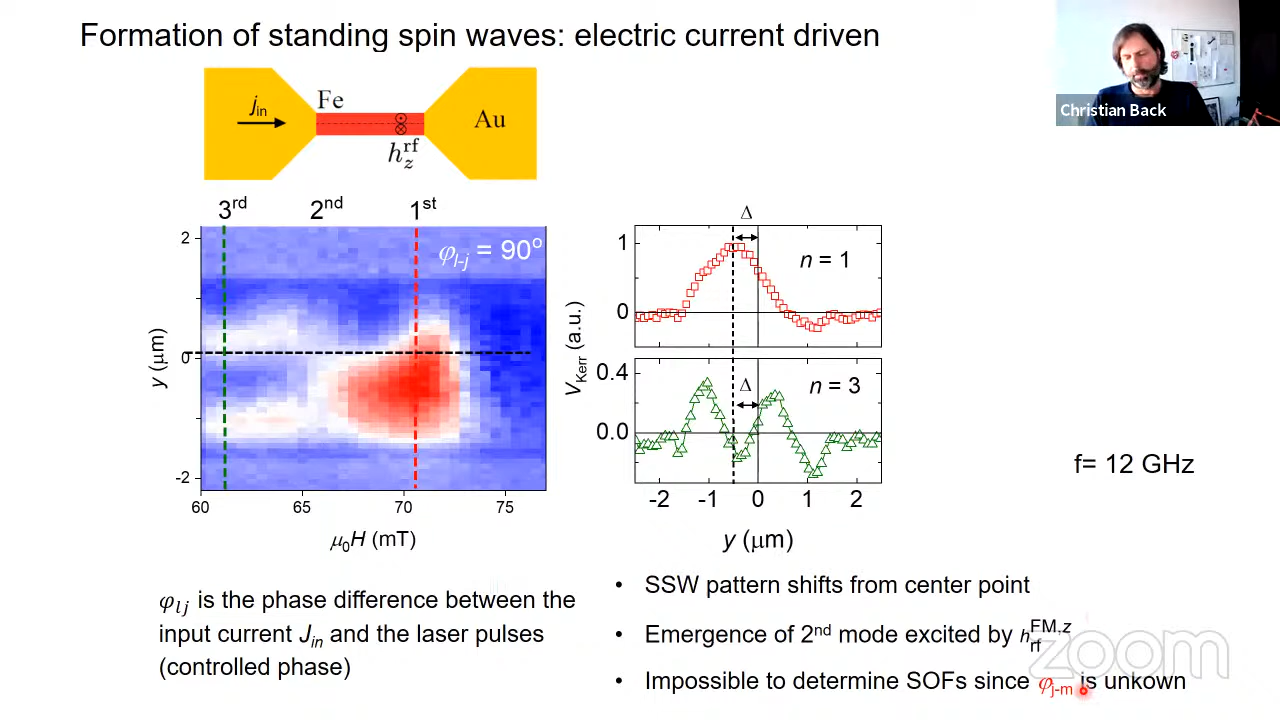 Formation of standing spin waves: electric current driven
Christian Back
j_in
Fe
Au
h_z^rf
3rd 2nd 1st
φ_l-j = 90°
2
0
-2
y (μm)
60 65 70 75
μ₀H (mT)
Δ
n = 1
1
0
V_Kerr (a.u.)
Δ
n = 3
0.4
0.0
-2 -1 0 1 2
y (μm)
f= 12 GHz
φ_lj is the phase difference between the
input current J_in and the laser pulses
(controlled phase)
• SSW pattern shifts from center point
• Emergence of 2nd mode excited by h_rf^FM,z
• Impossible to determine SOFs since φ_j-m is unkown
zoom